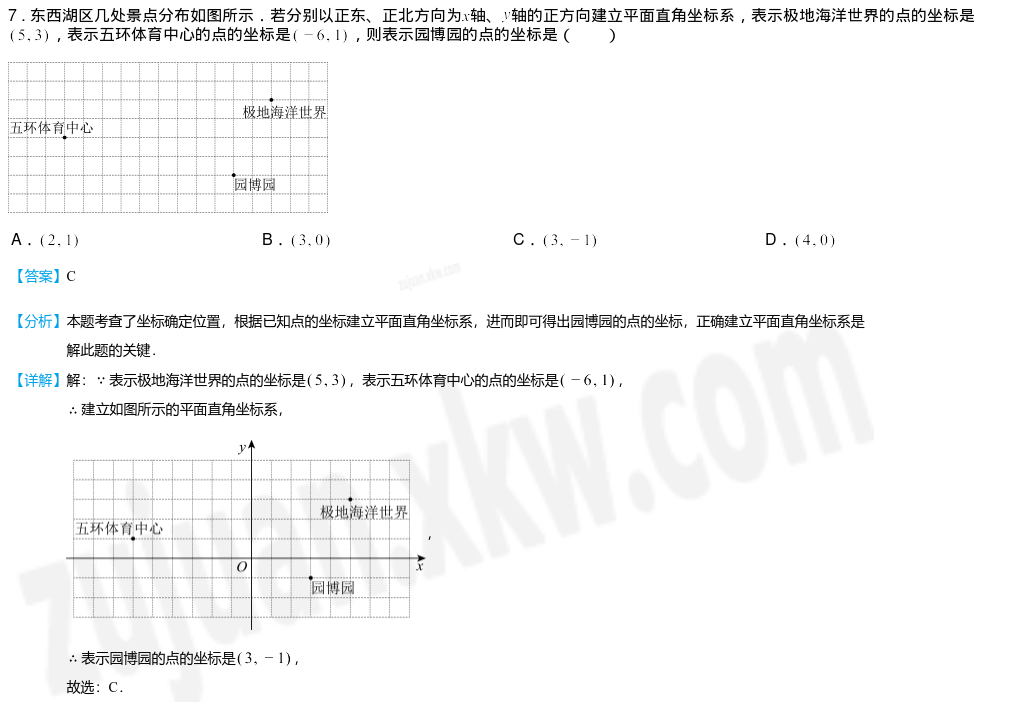 7．东西湖区几处景点分布如图所示．若分别以正东、正北方向为x轴、y轴的正方向建立平面直角坐标系，表示极地海洋世界的点的坐标是
(5,3)，表示五环体育中心的点的坐标是(－6,1)，则表示园博园的点的坐标是（　　）
极地海洋世界
五环体育中心
园博园
A．(2,1)　B．(3,0)　C．(3,－1)　D．(4,0)
【答案】C
zujuan.xkw.com
【分析】本题考查了坐标确定位置，根据已知点的坐标建立平面直角坐标系，进而即可得出园博园的点的坐标，正确建立平面直角坐标系是
解此题的关键．
【详解】解：∵表示极地海洋世界的点的坐标是(5,3)，表示五环体育中心的点的坐标是(－6,1)，
∴建立如图所示的平面直角坐标系，
y
极地海洋世界
五环体育中心
，
O
x
园博园
zujuan.xkw.com
∴表示园博园的点的坐标是(3,－1)，
故选：C．